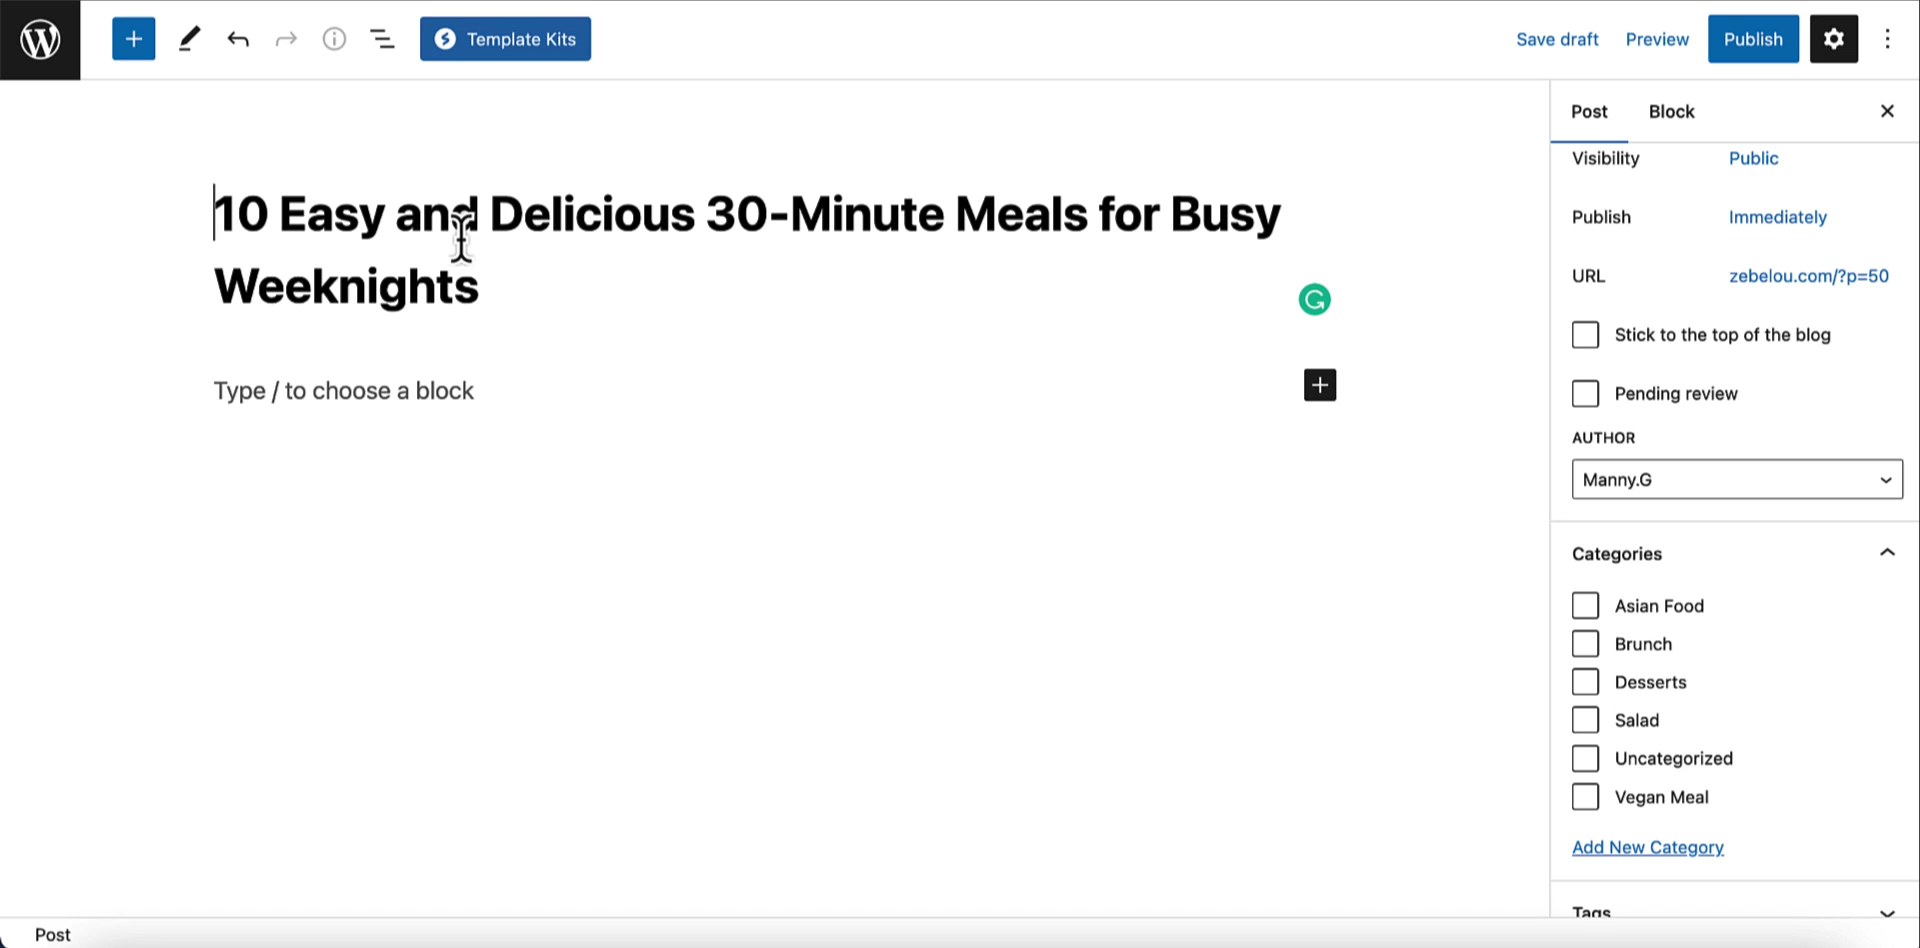 Template Kits
Save draft
Preview
Publish
10 Easy and Delicious 30-Minute Meals for Busy
Weeknights
Type / to choose a block
Post
Block
Visibility
Public
Publish
Immediately
URL
zebelou.com/?p=50
Stick to the top of the blog
Pending review
AUTHOR
Manny.G
Categories
Asian Food
Brunch
Desserts
Salad
Uncategorized
Vegan Meal
Add New Category
Tags
Post